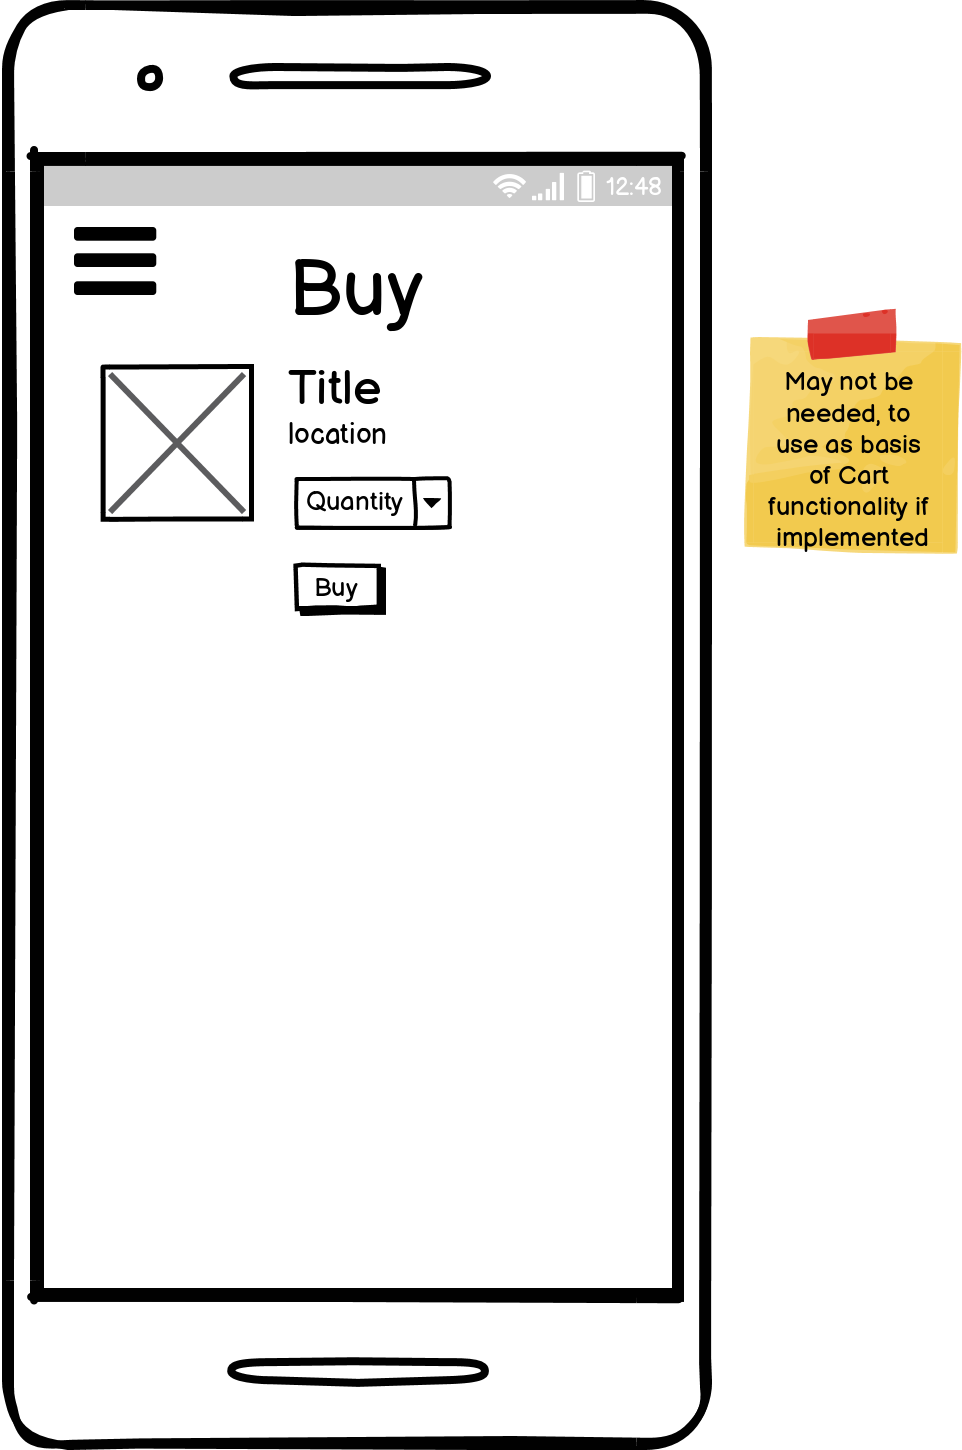 12:48
Buy
Title
location
Quantity
Buy
May not be
needed, to
use as basis
of Cart
functionality if
implemented